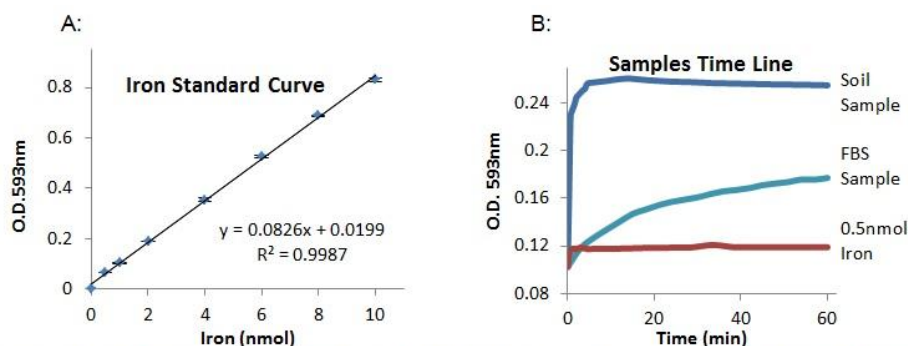 A:
Iron Standard Curve
O.D.593nm
0.8
0.6
0.4
0.2
0
y = 0.0826x + 0.0199
R² = 0.9987
0 2 4 6 8 10
Iron (nmol)
B:
Samples Time Line
O.D. 593nm
0.24
0.2
0.16
0.12
0.08
Soil
Sample
FBS
Sample
0.5nmol
Iron
0 20 40 60
Time (min)